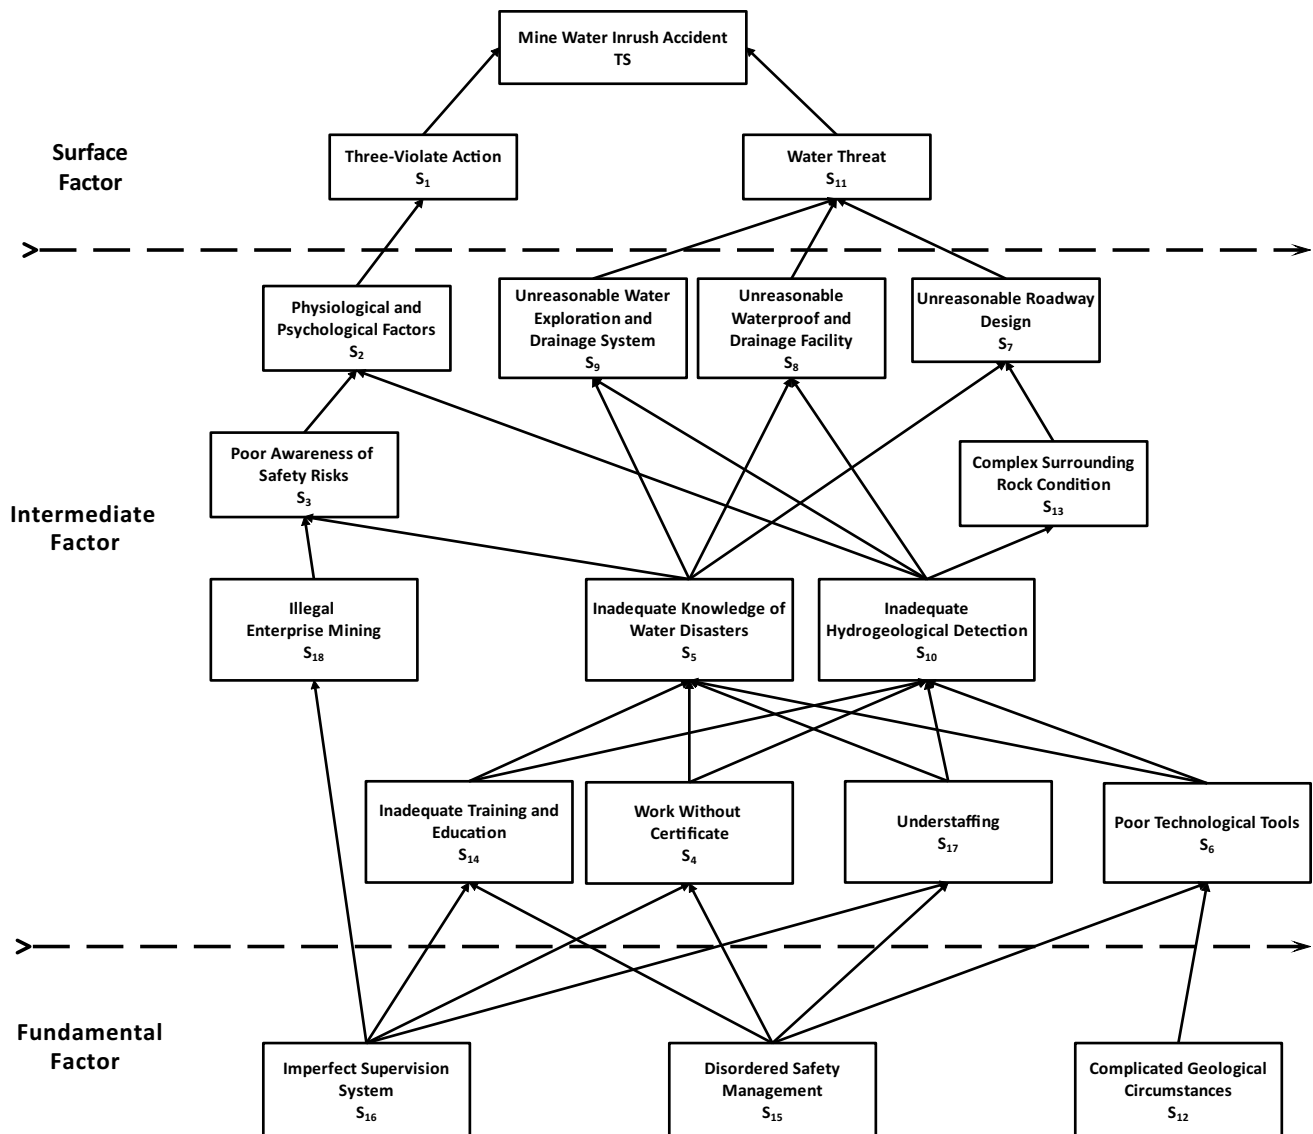 Mine Water Inrush Accident
TS
Surface
Factor
Three-Violate Action
S₁
Water Threat
S₁₁
Physiological and
Psychological Factors
S₂
Unreasonable Water
Exploration and
Drainage System
S₉
Unreasonable
Waterproof and
Drainage Facility
S₈
Unreasonable Roadway
Design
S₇
Poor Awareness of
Safety Risks
S₃
Complex Surrounding
Rock Condition
S₁₃
Intermediate
Factor
Illegal
Enterprise Mining
S₁₈
Inadequate Knowledge of
Water Disasters
S₅
Inadequate
Hydrogeological Detection
S₁₀
Inadequate Training and
Education
S₁₄
Work Without
Certificate
S₄
Understaffing
S₁₇
Poor Technological Tools
S₆
Fundamental
Factor
Imperfect Supervision
System
S₁₆
Disordered Safety
Management
S₁₅
Complicated Geological
Circumstances
S₁₂